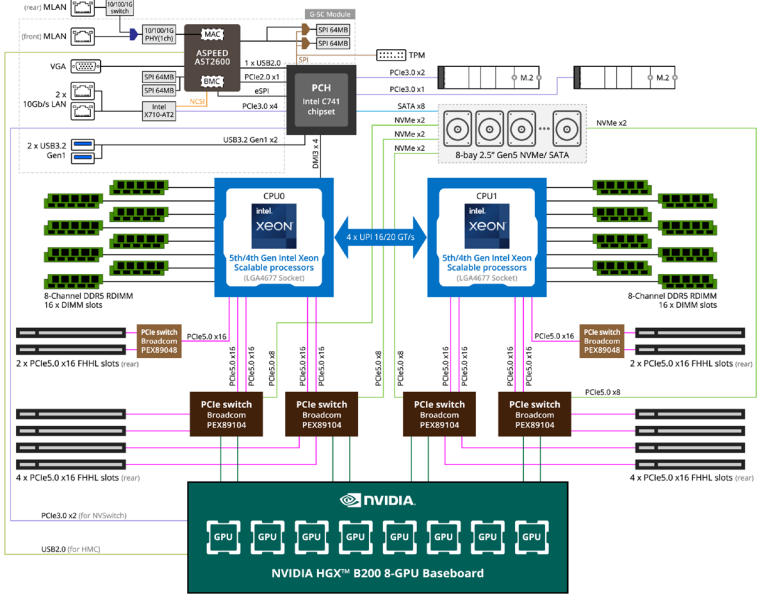 (rear) MLAN
10/100/1G
switch
(front) MLAN
10/100/1G
PHY(1ch)
MAC
ASPEED
AST2600
BMC
G-SC Module
SPI 64MB
SPI 64MB
SPI
TPM
VGA
SPI 64MB
SPI 64MB
2 x
10Gb/s LAN
Intel
X710-AT2
NCSI
1 x USB2.0
PCIe2.0 x1
eSPI
PCIe3.0 x4
PCH
Intel C741
chipset
PCIe3.0 x2
M.2
PCIe3.0 x1
M.2
SATA x8
NVMe x2
NVMe x2
NVMe x2
NVMe x2
8-bay 2.5" Gen5 NVMe/ SATA
2 x USB3.2
Gen1
USB3.2 Gen1 x2
DMI3 x 4
CPU0
intel.
XEON
5th/4th Gen Intel Xeon
Scalable processors
(LGA4677 Socket)
4 x UPI 16/20 GT/s
CPU1
intel.
XEON
5th/4th Gen Intel Xeon
Scalable processors
(LGA4677 Socket)
8-Channel DDR5 RDIMM
16 x DIMM slots
8-Channel DDR5 RDIMM
16 x DIMM slots
PCIe switch
Broadcom
PEX89048
PCIe5.0 x16
2 x PCIe5.0 x16 FHHL slots (rear)
PCIe5.0 x16
PCIe switch
Broadcom
PEX89048
2 x PCIe5.0 x16 FHHL slots (rear)
PCIe5.0 x16
PCIe5.0 x16
PCIe5.0 x8
PCIe5.0 x16
PCIe5.0 x16
PCIe5.0 x8
PCIe5.0 x8
PCIe5.0 x16
PCIe5.0 x16
PCIe5.0 x16
PCIe5.0 x16
PCIe5.0 x8
PCIe switch
Broadcom
PEX89104
PCIe switch
Broadcom
PEX89104
PCIe switch
Broadcom
PEX89104
PCIe switch
Broadcom
PEX89104
4 x PCIe5.0 x16 FHHL slots (rear)
4 x PCIe5.0 x16 FHHL slots (rear)
PCIe3.0 x2 (for NVSwitch)
USB2.0 (for HMC)
NVIDIA.
GPU GPU GPU GPU GPU GPU GPU GPU
NVIDIA HGX™ B200 8-GPU Baseboard